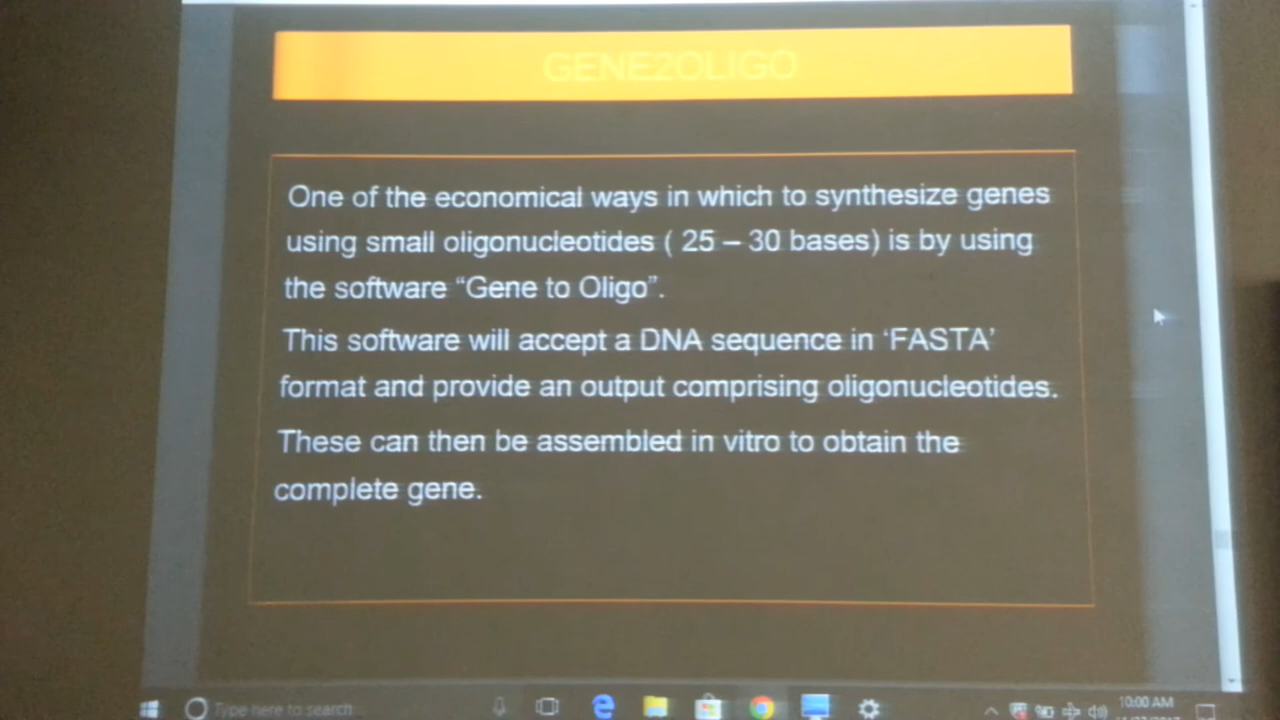 GENE2OLIGO
One of the economical ways in which to synthesize genes
using small oligonucleotides ( 25 – 30 bases) is by using
the software “Gene to Oligo”.
This software will accept a DNA sequence in ‘FASTA’
format and provide an output comprising oligonucleotides.
These can then be assembled in vitro to obtain the
complete gene.
Type here to search
10:00 AM